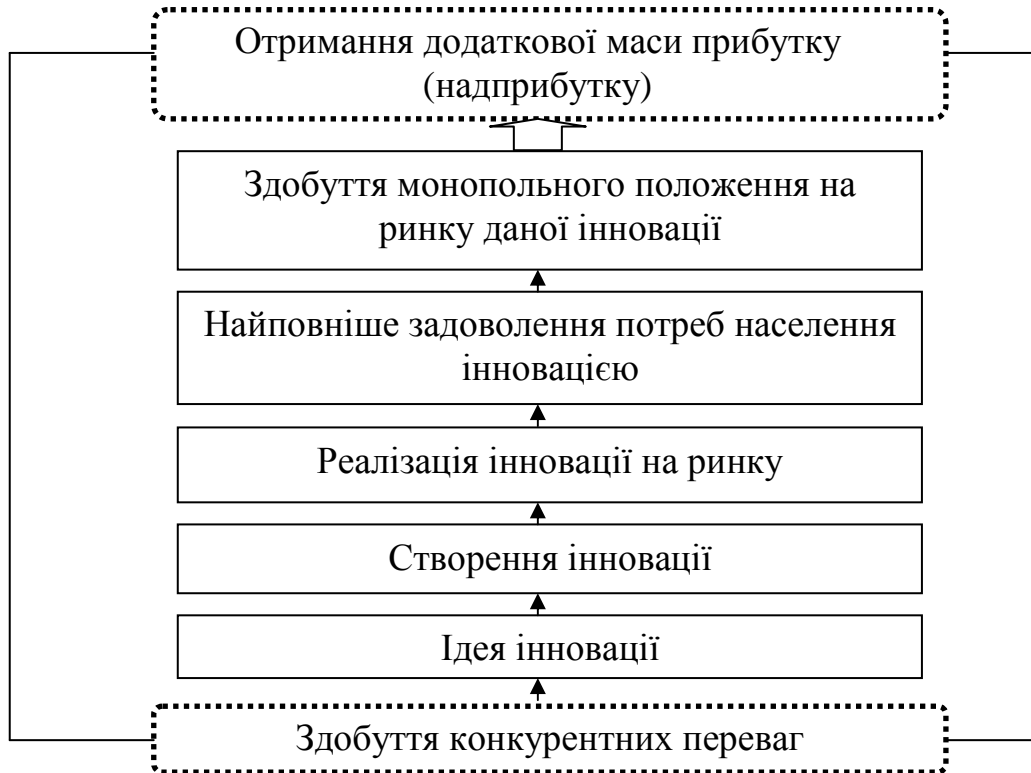 Отримання додаткової маси прибутку
(надприбутку)
Здобуття монопольного положення на
ринку даної інновації
Найповніше задоволення потреб населення
інновацією
Реалізація інновації на ринку
Створення інновації
Ідея інновації
Здобуття конкурентних переваг